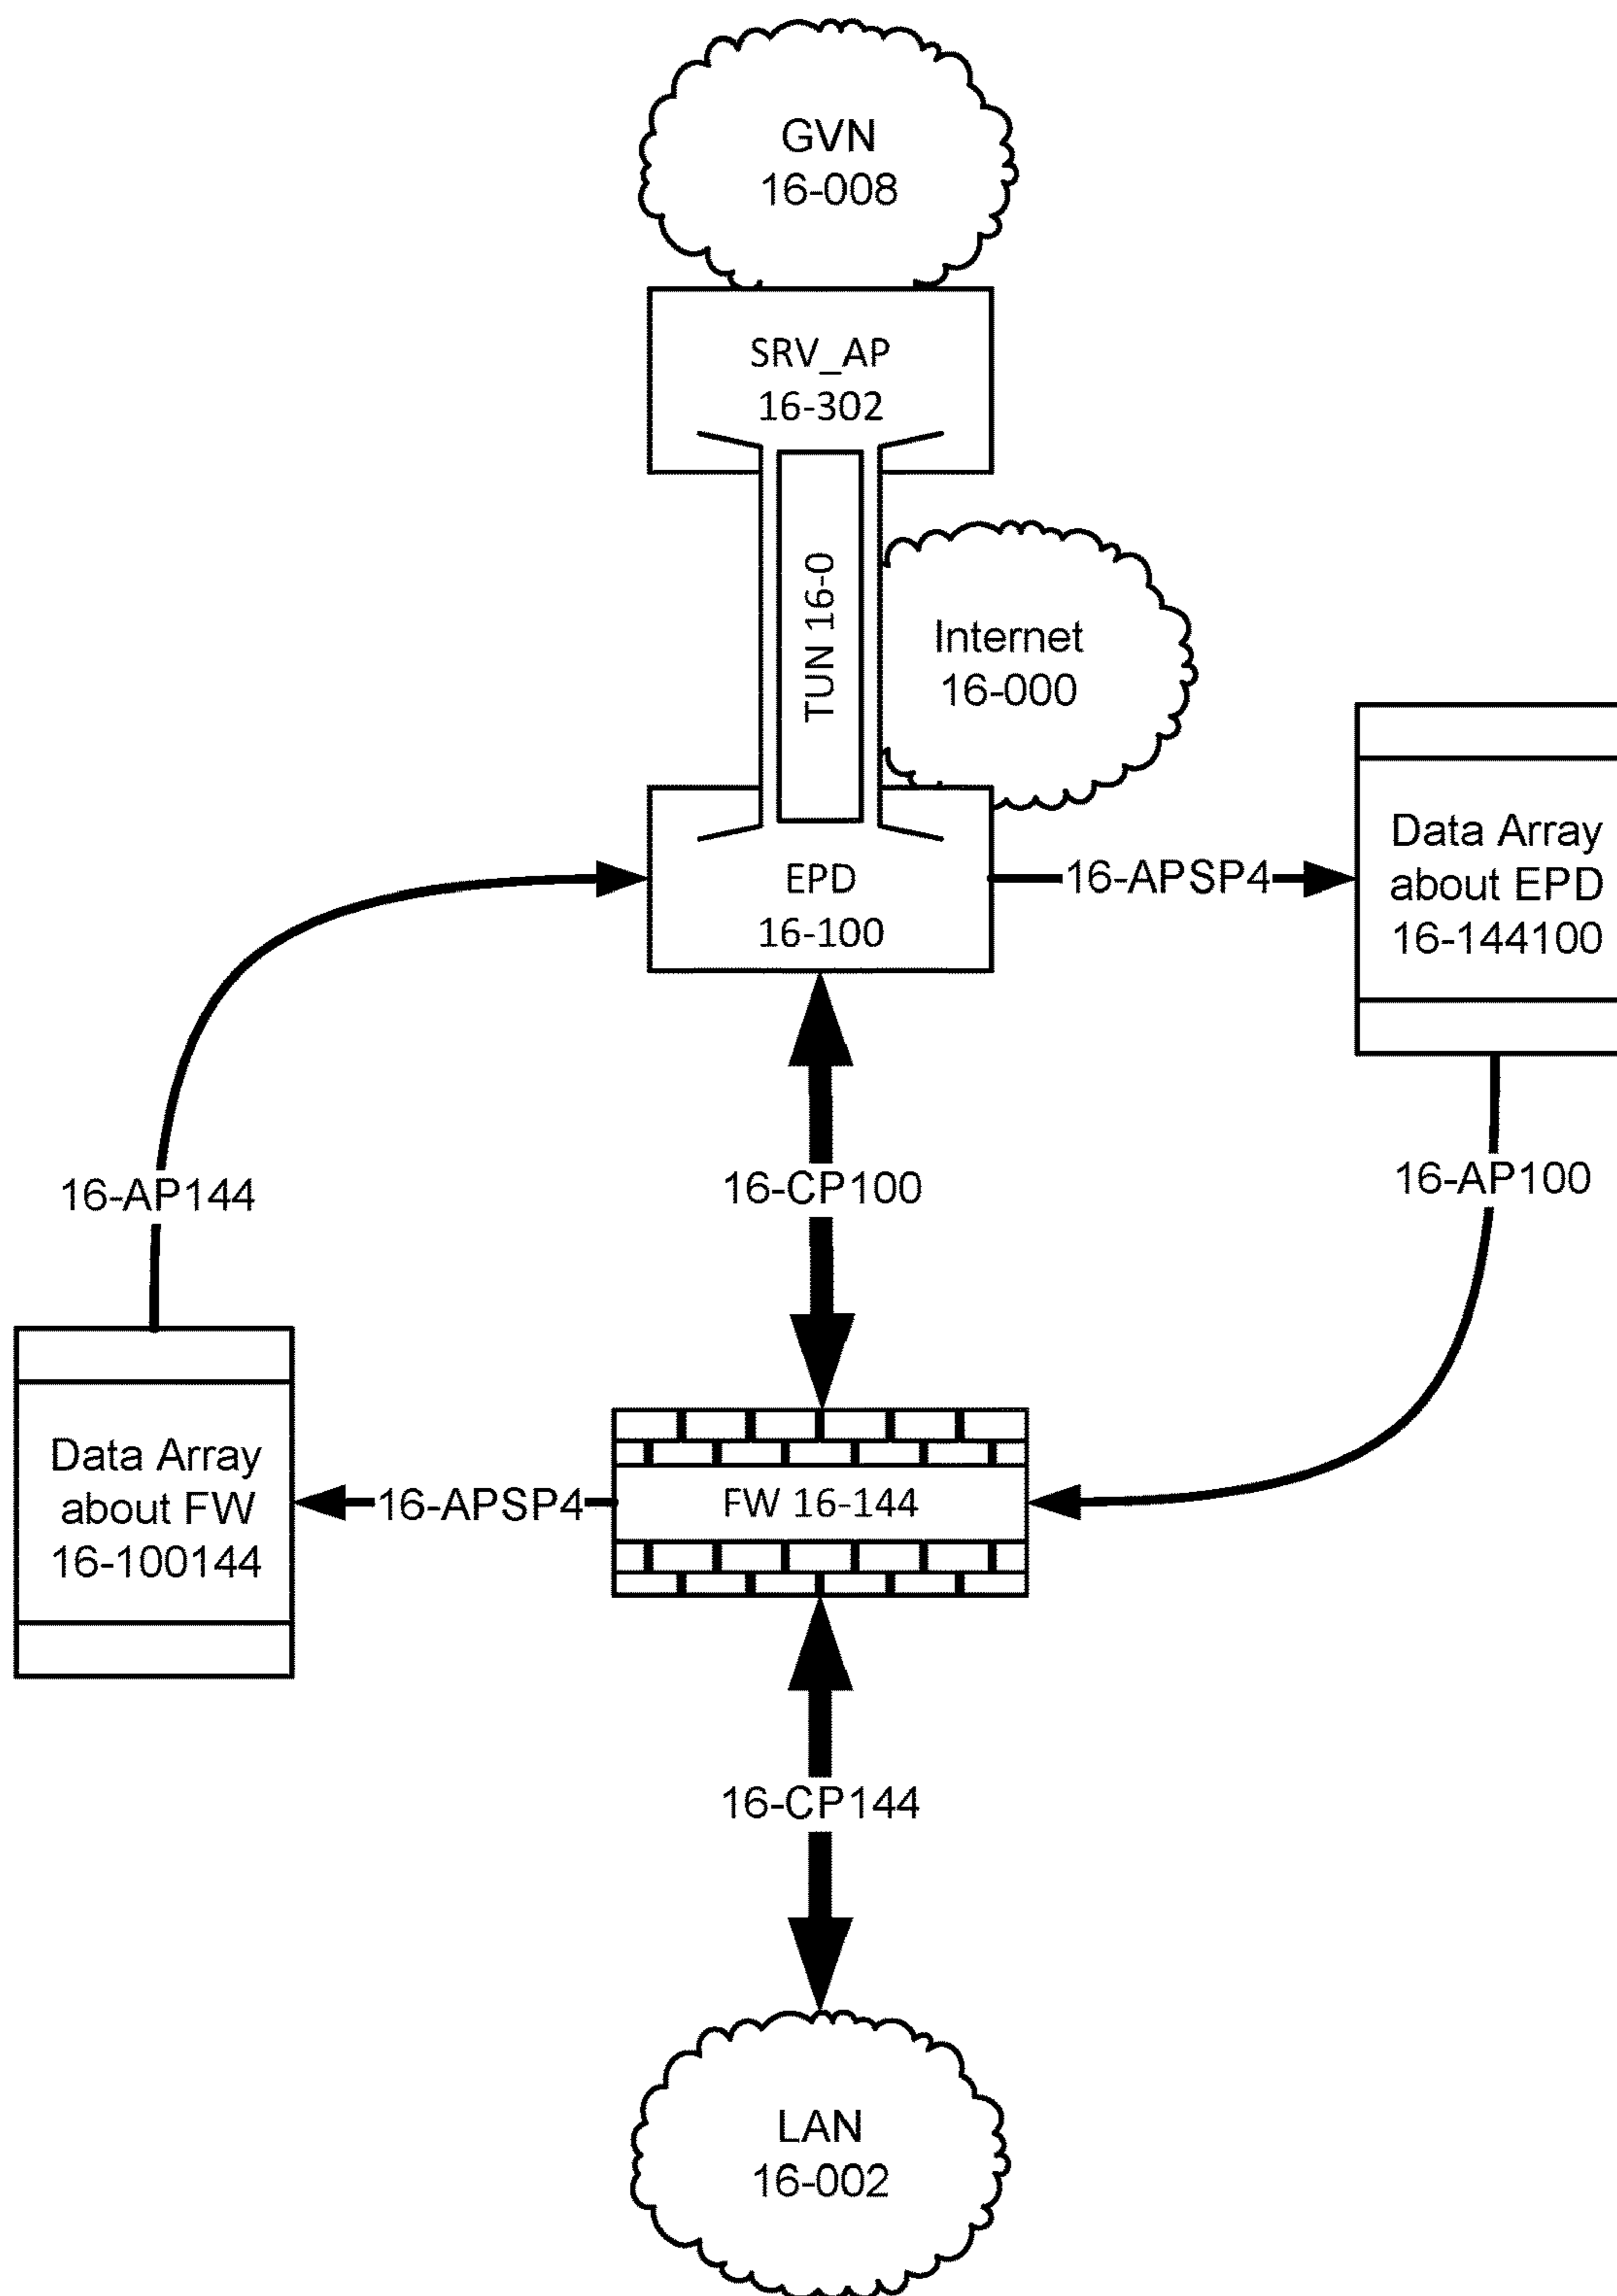 GVN
16-008
SRV_AP
16-302
TUN 16-0
Internet
16-000
EPD
16-100
16-APSP4
Data Array
about EPD
16-144100
16-AP144
16-CP100
16-AP100
Data Array
about FW
16-100144
16-APSP4
FW 16-144
16-CP144
LAN
16-002